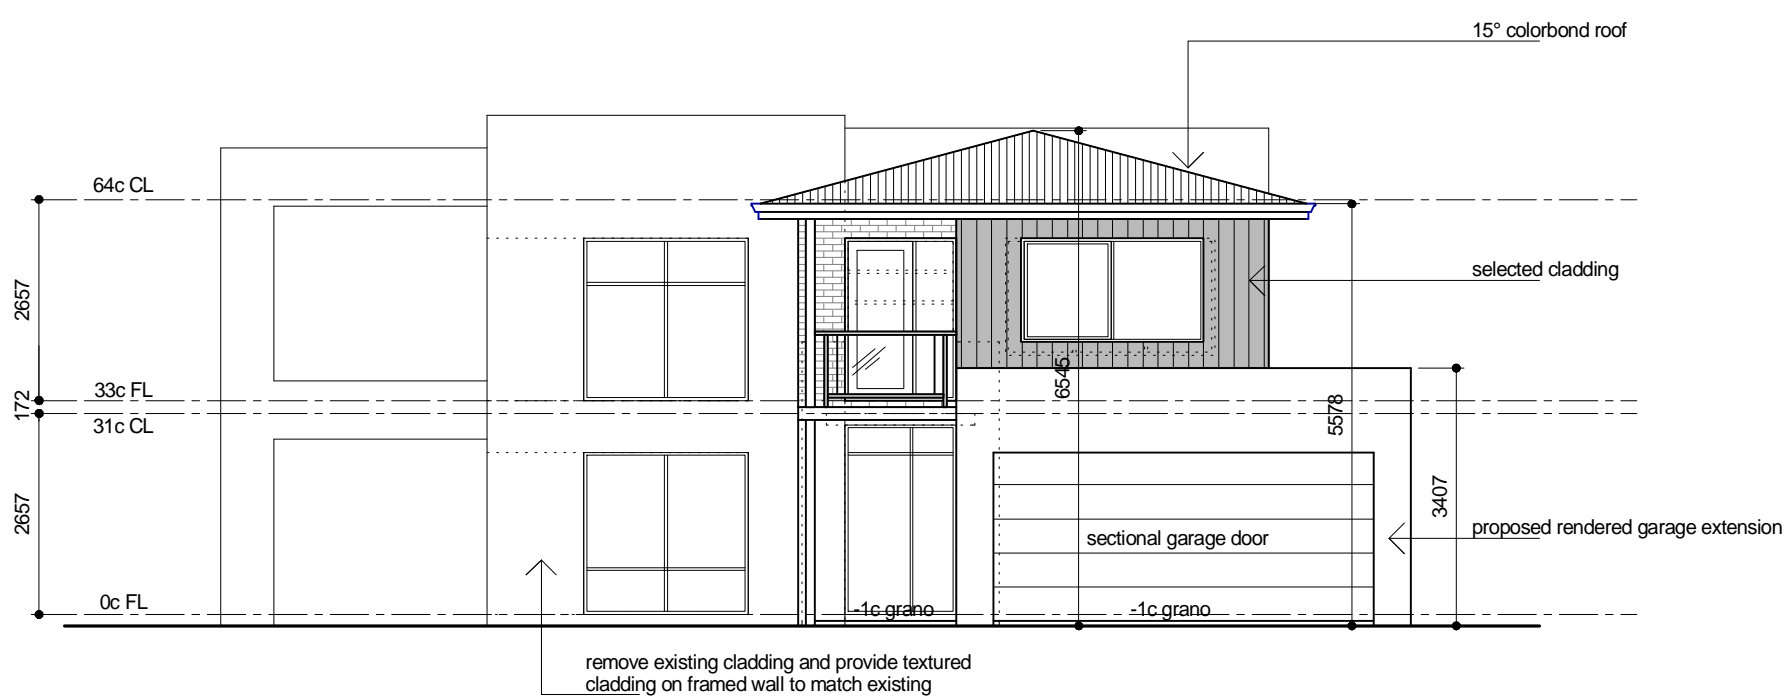 15° colorbond roof
64c CL
selected cladding
2657
6545
33c FL
172
5578
31c CL
2657
3407
sectional garage door
proposed rendered garage extension
0c FL
-1c grano
-1c grano
remove existing cladding and provide textured
cladding on framed wall to match existing